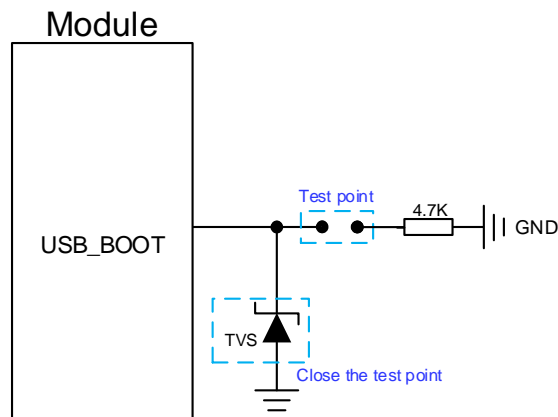 Module
Test point
4.7K
USB_BOOT
GND
TVS
Close the test point